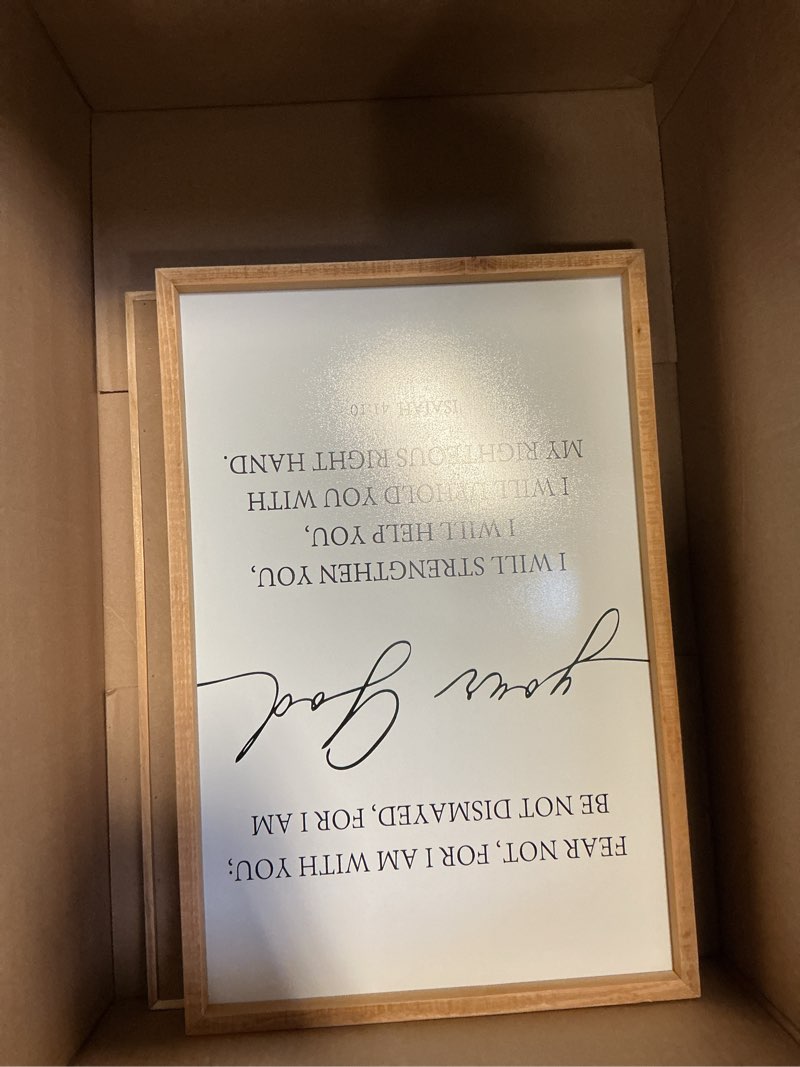 FEAR NOT, FOR I AM WITH YOU;
BE NOT DISMAYED, FOR I AM
your God
I WILL STRENGTHEN YOU,
I WILL HELP YOU,
I WILL UPHOLD YOU WITH
MY RIGHTEOUS RIGHT HAND.
ISAIAH 41:10